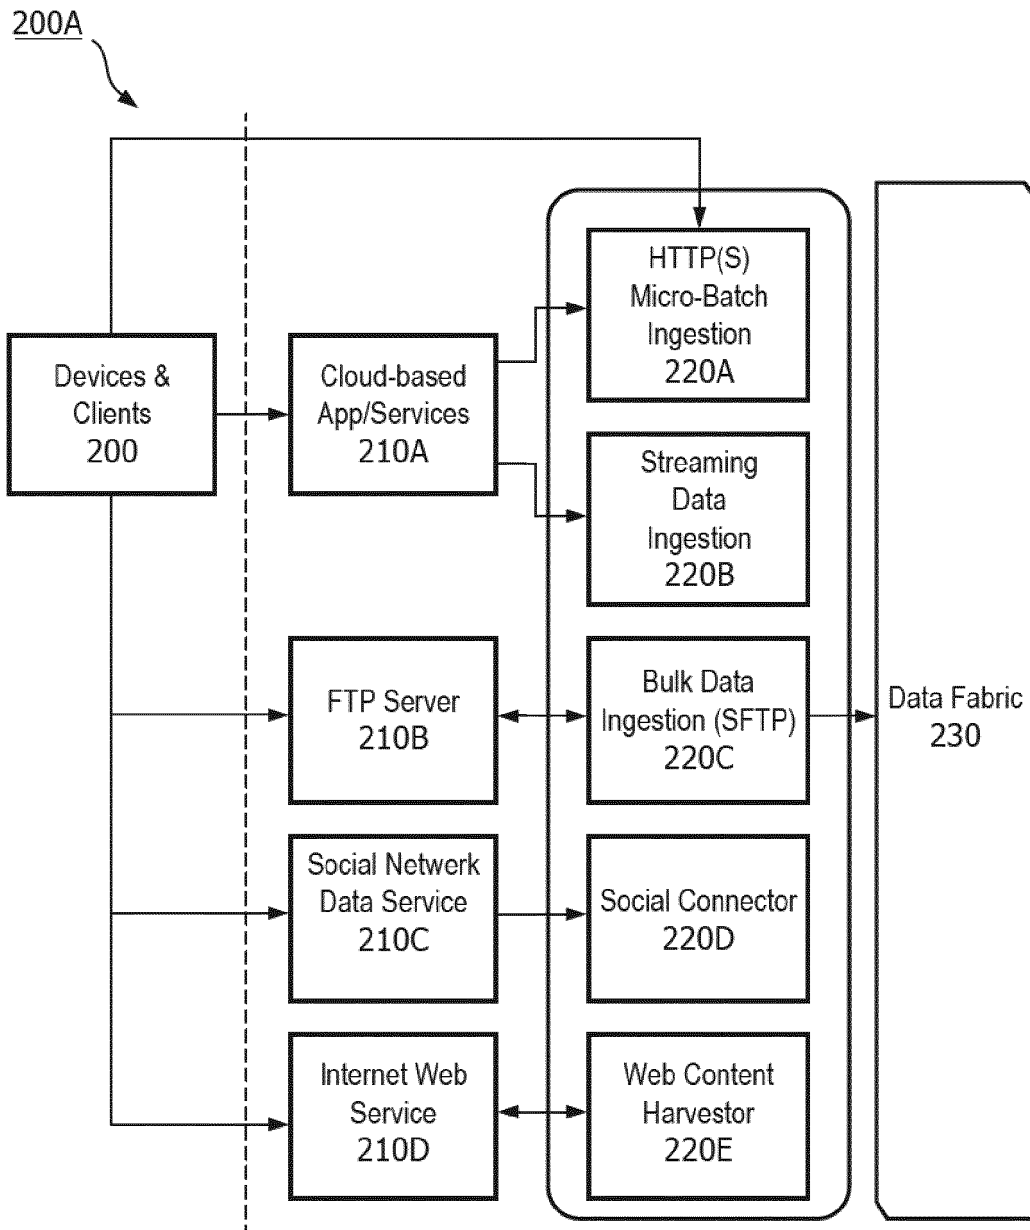 200A
Devices &
Clients
200
Cloud-based
App/Services
210A
FTP Server
210B
Social Netwerk
Data Service
210C
Internet Web
Service
210D
HTTP(S)
Micro-Batch
Ingestion
220A
Streaming
Data
Ingestion
220B
Bulk Data
Ingestion (SFTP)
220C
Social Connector
220D
Web Content
Harvestor
220E
Data Fabric
230